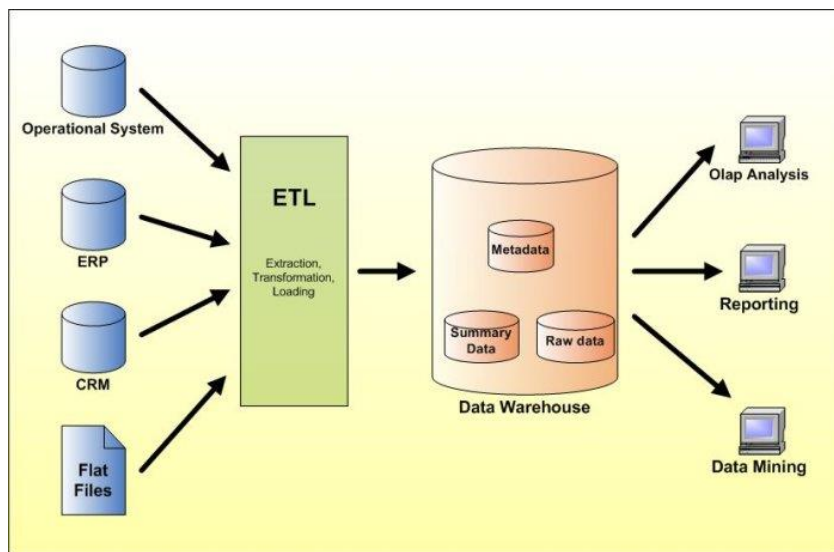 Operational System
ERP
CRM
Flat
Files
ETL
Extraction,
Transformation,
Loading
Metadata
Summary
Data
Raw data
Data Warehouse
Olap Analysis
Reporting
Data Mining